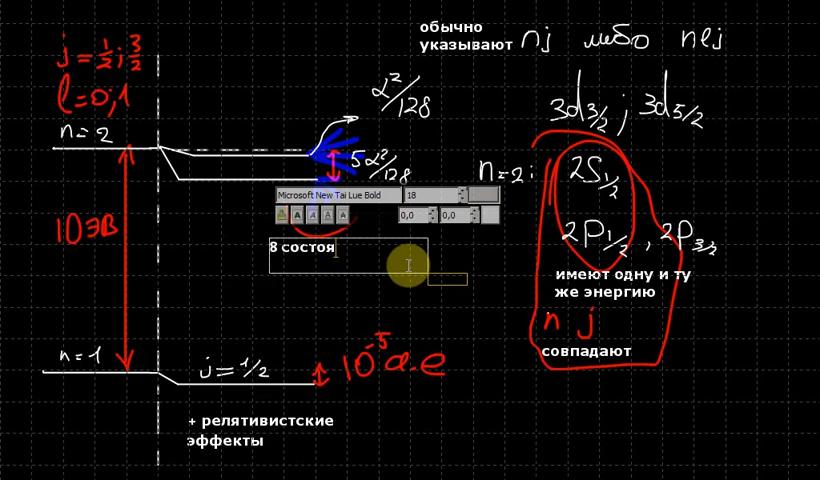 обычно
указывают nj либо nlj
j = 1/2; 3/2
l = 0;1
α²/128
3d3/2; 3d5/2
n=2
5α²/128
n=2: 2S1/2
Microsoft New Tai Lue Bold 18
A A A A
0,0 0,0
10 эв
2P1/2, 2P3/2
8 состоя
имеют одну и ту
же энергию
n j
совпадают
n=1
j = 1/2
10⁻⁵ а.е
+ релятивистские
эффекты